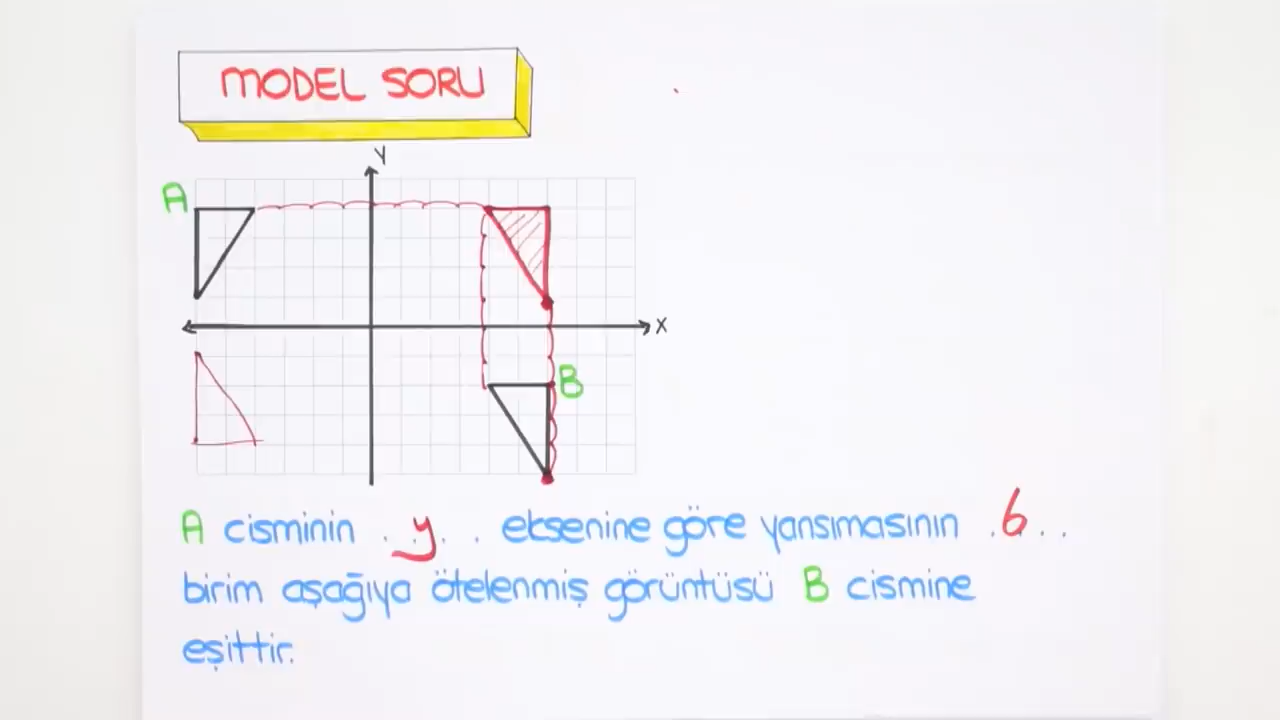 MODEL SORU
y
A
x
B
A cisminin . y . . eksenine göre yansımasının . 6 . .
birim aşağıya ötelenmiş görüntüsü B cismine
eşittir.